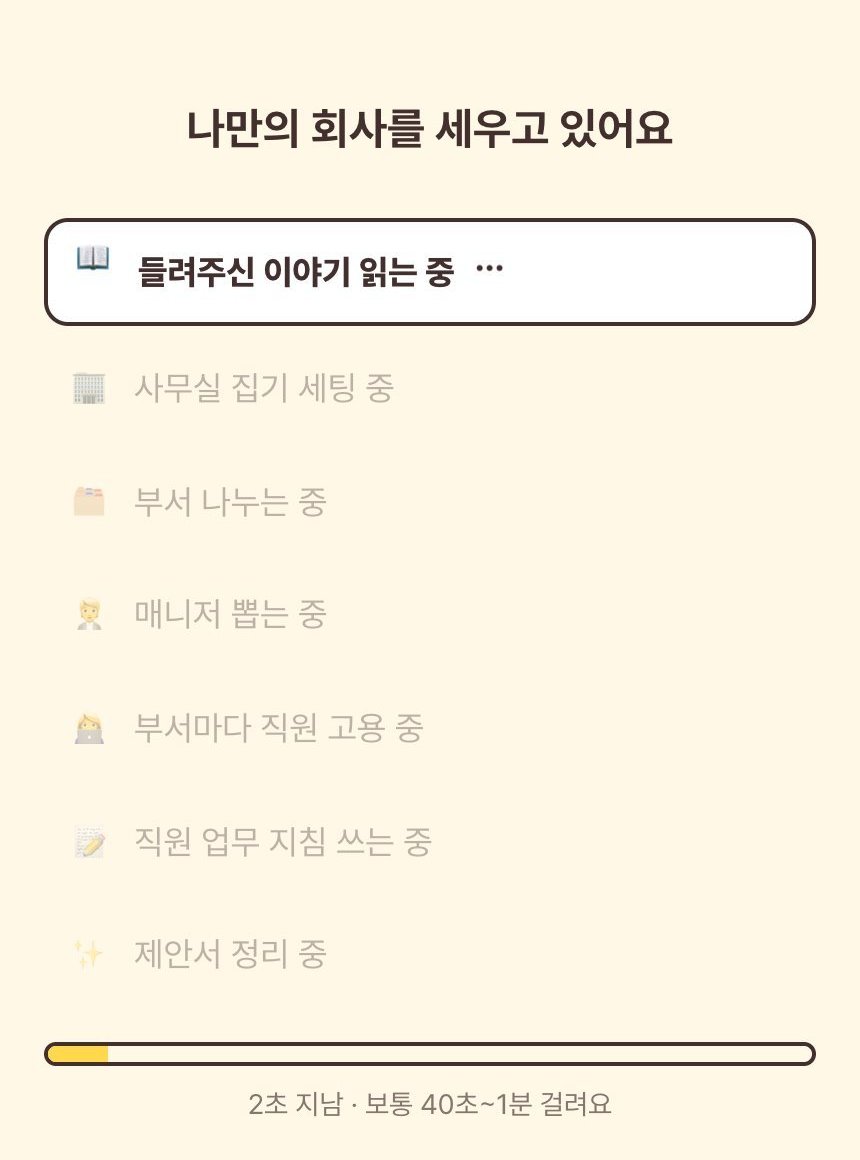 나만의 회사를 세우고 있어요
들려주신 이야기 읽는 중 ···
사무실 집기 세팅 중
부서 나누는 중
매니저 뽑는 중
부서마다 직원 고용 중
직원 업무 지침 쓰는 중
제안서 정리 중
2초 지남 · 보통 40초~1분 걸려요